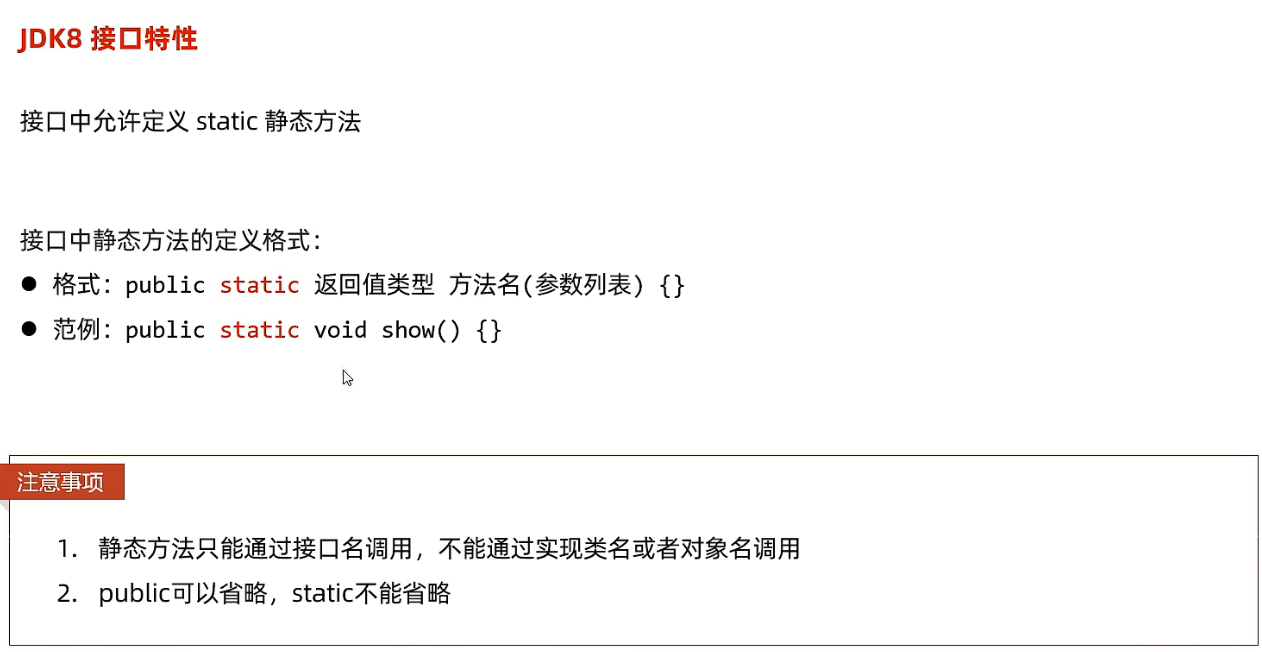 JDK8 接口特性
接口中允许定义 static 静态方法
接口中静态方法的定义格式：
● 格式：public static 返回值类型 方法名(参数列表) {}
● 范例：public static void show() {}
注意事项
1. 静态方法只能通过接口名调用，不能通过实现类名或者对象名调用
2. public可以省略，static不能省略